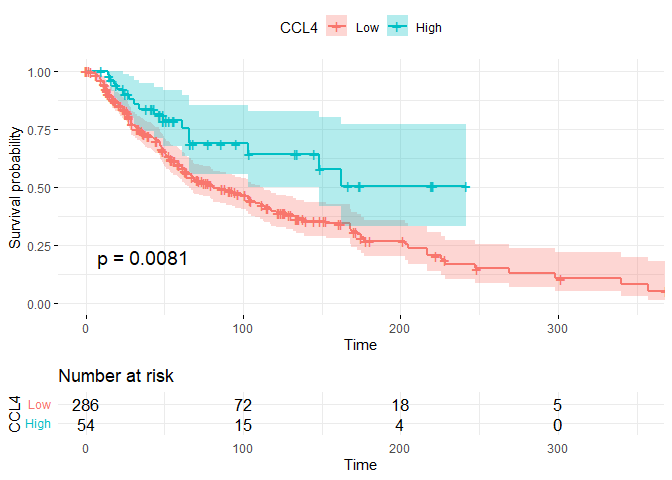 CCL4 Low High
1.00
0.75
0.50
0.25
0.00
Survival probability
p = 0.0081
0 100 200 300
Time
Number at risk
CCL4
Low 286 72 18 5
High 54 15 4 0
0 100 200 300
Time